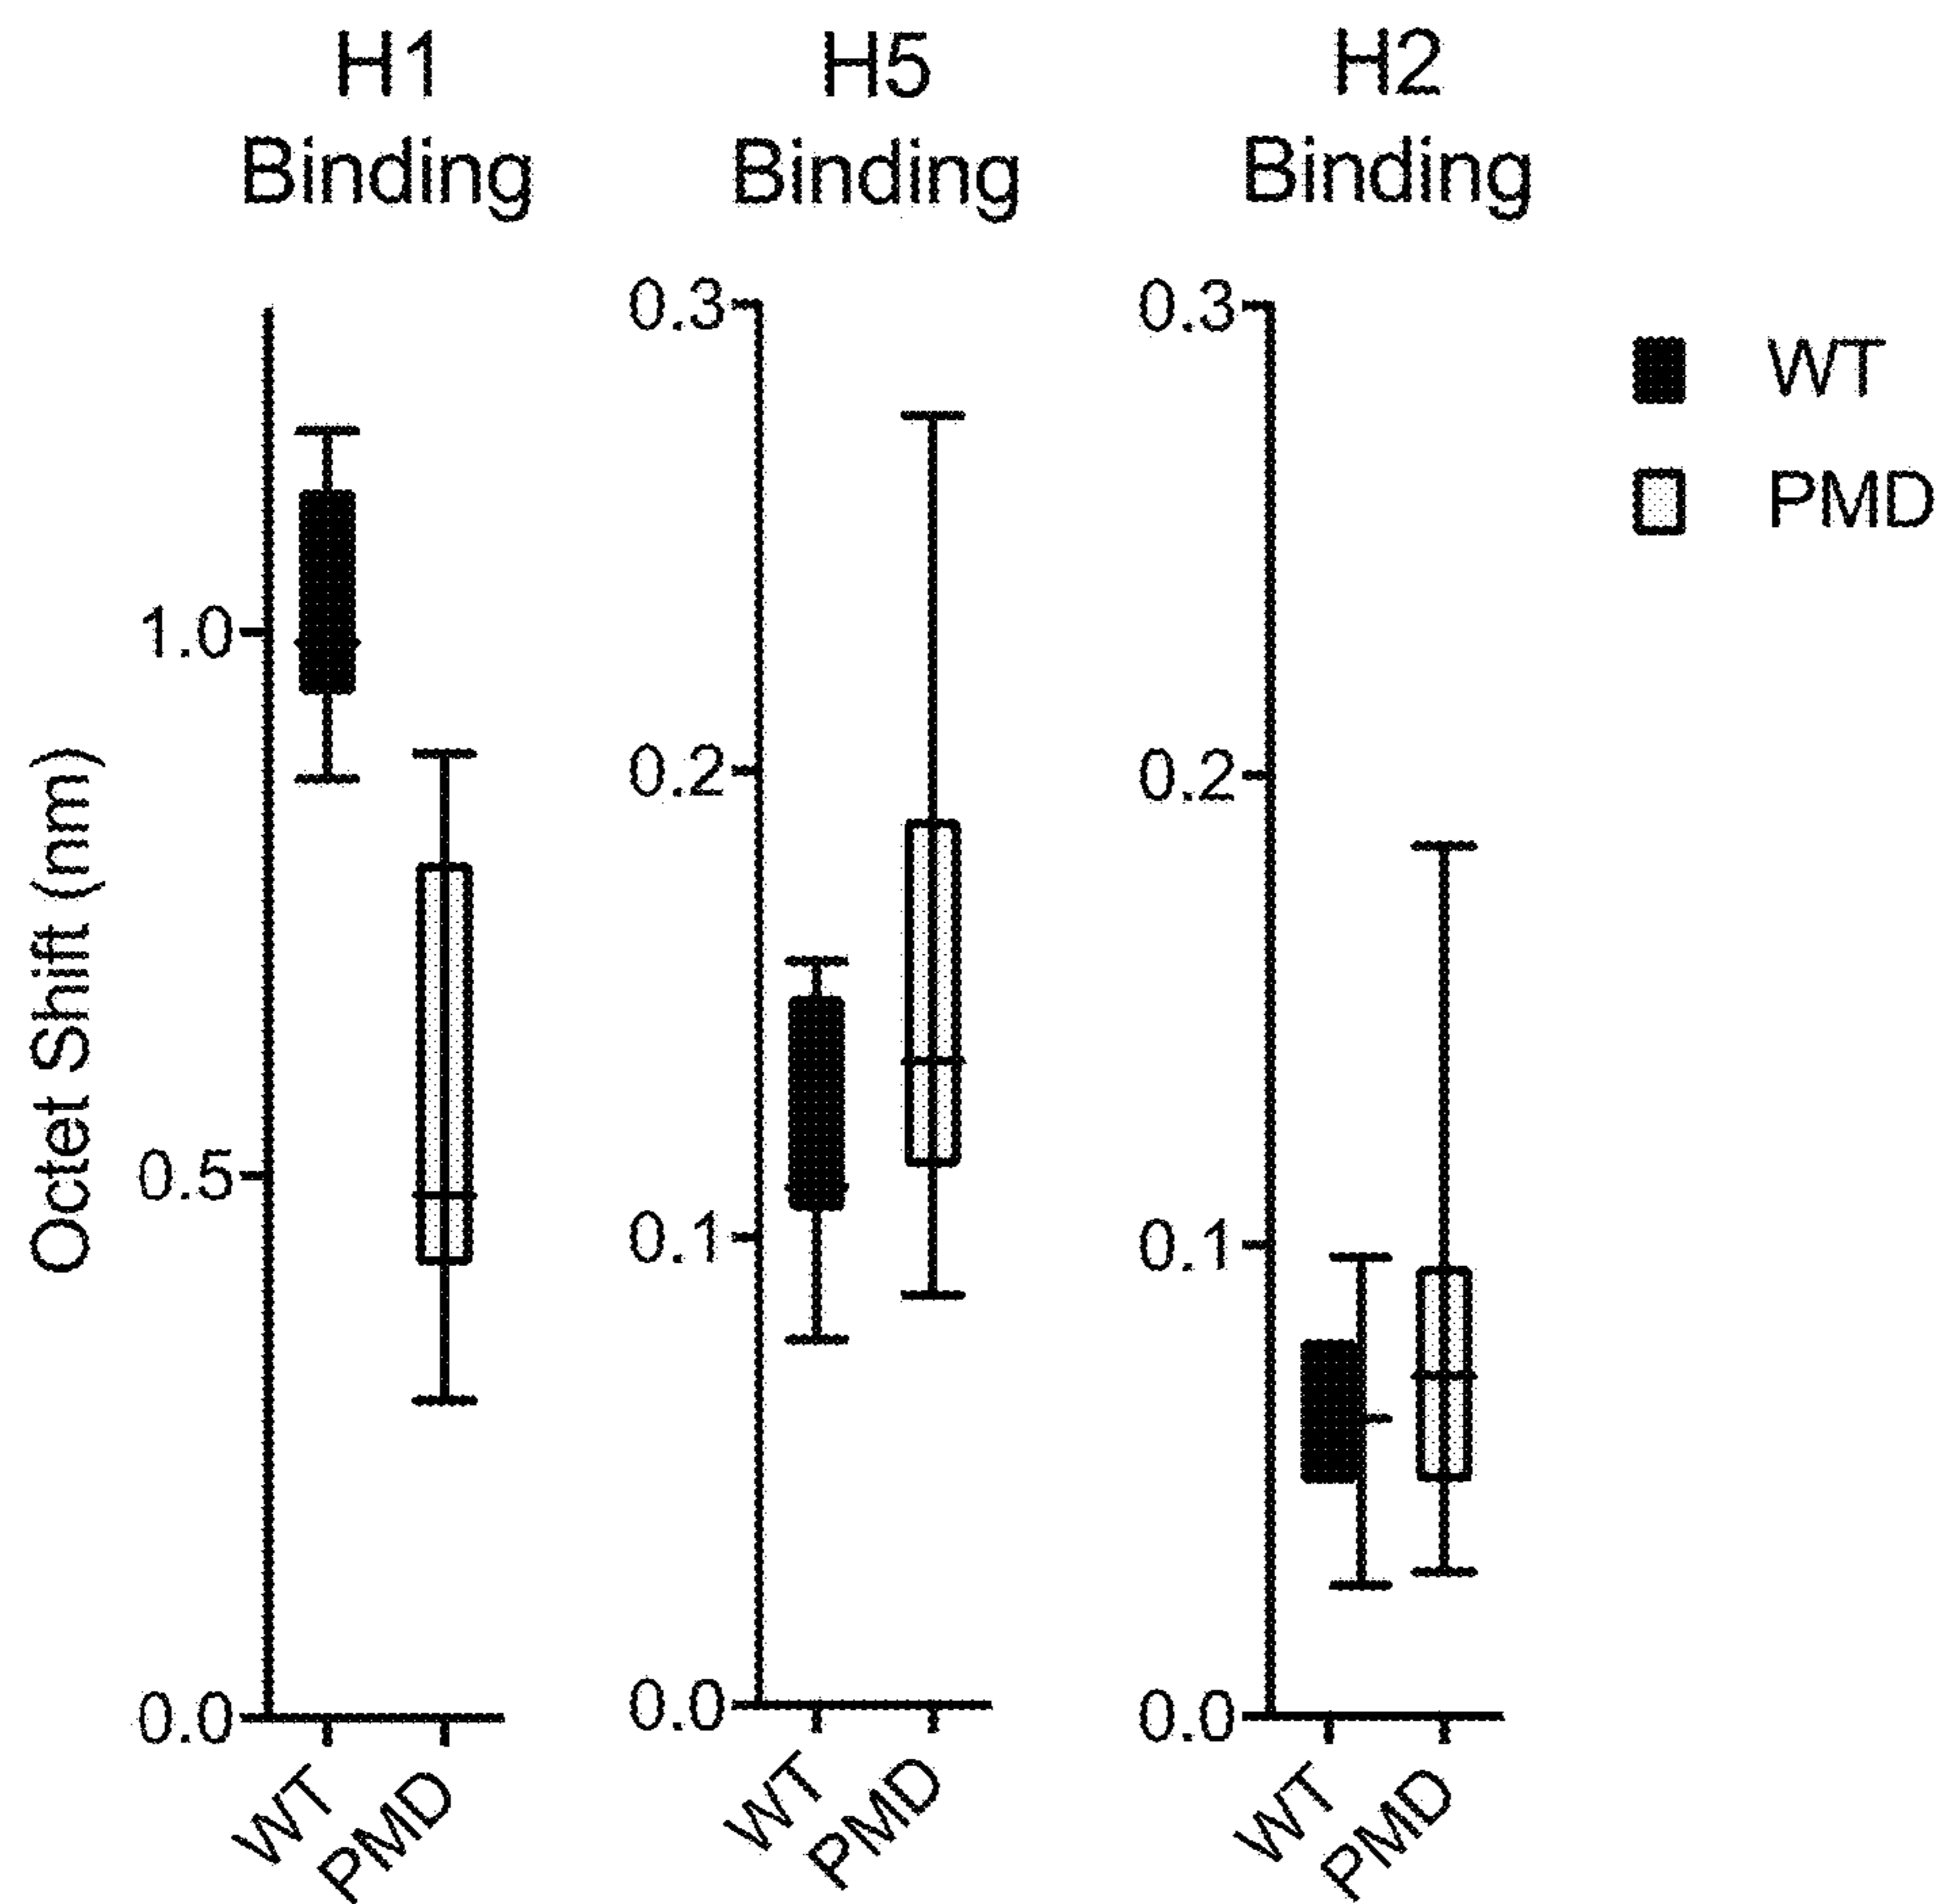 H1
Binding
H5
Binding
H2
Binding
Octet Shift (nm)
1.0
0.5
0.0
WT
PMD
0.3
0.2
0.1
0.0
WT
PMD
0.3
0.2
0.1
0.0
WT
PMD
WT
PMD